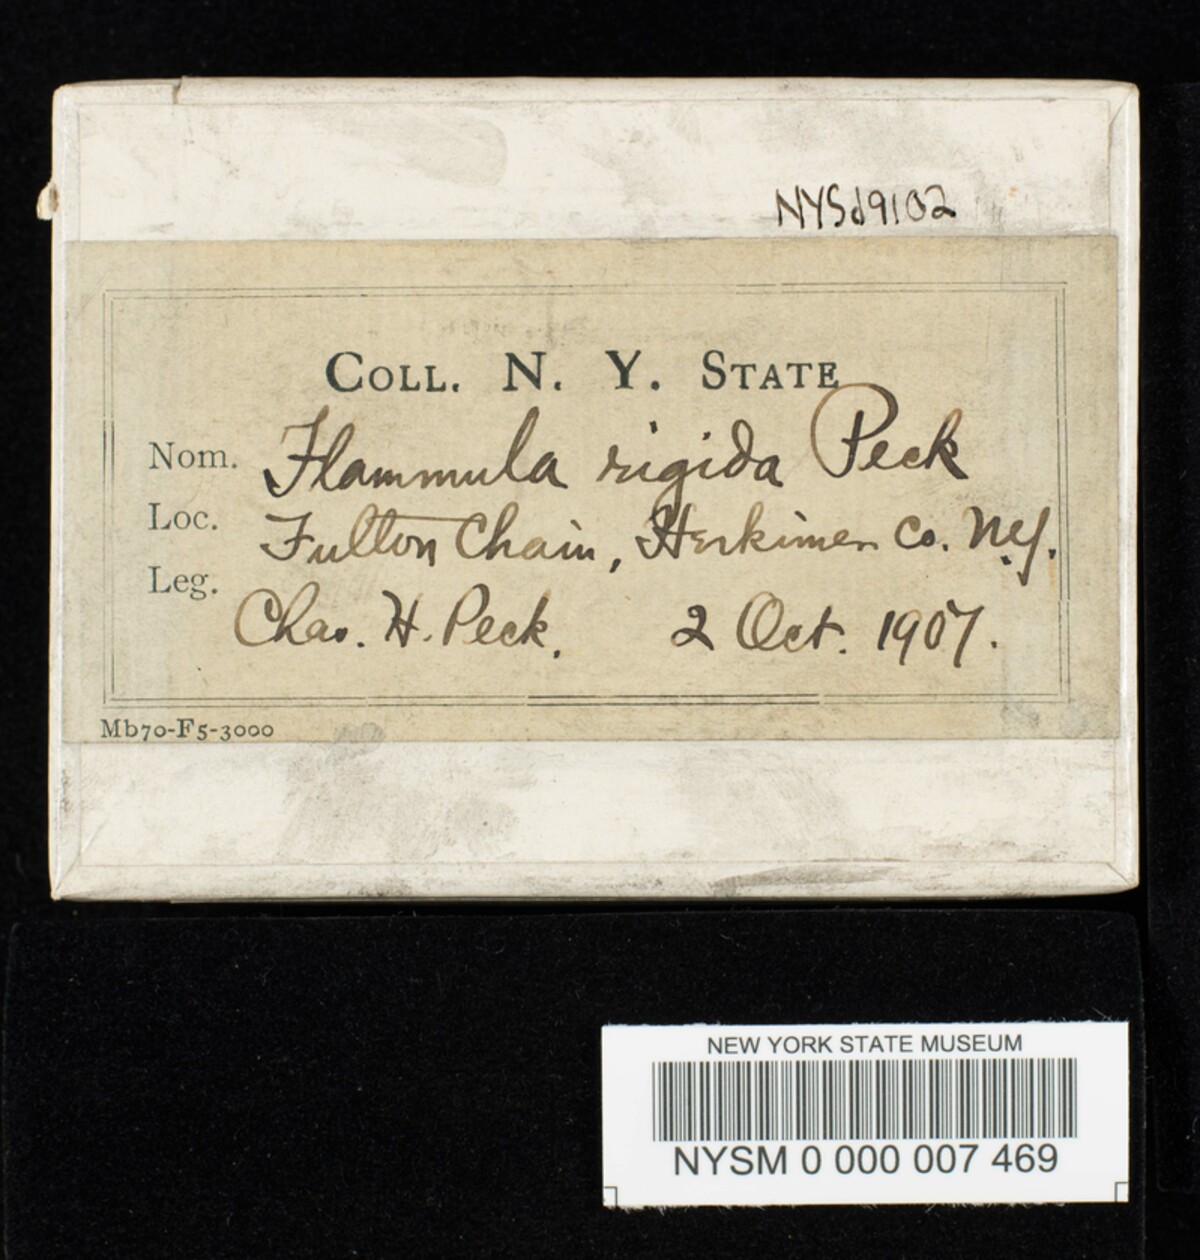 NYSd9102
COLL. N. Y. STATE
Nom. Flammula rigida Peck
Loc. Fulton Chain, Herkimer Co. N.Y.
Leg. Chas. H. Peck. 2 Oct. 1907.
Mb70-F5-3000
NEW YORK STATE MUSEUM
NYSM 0 000 007 469